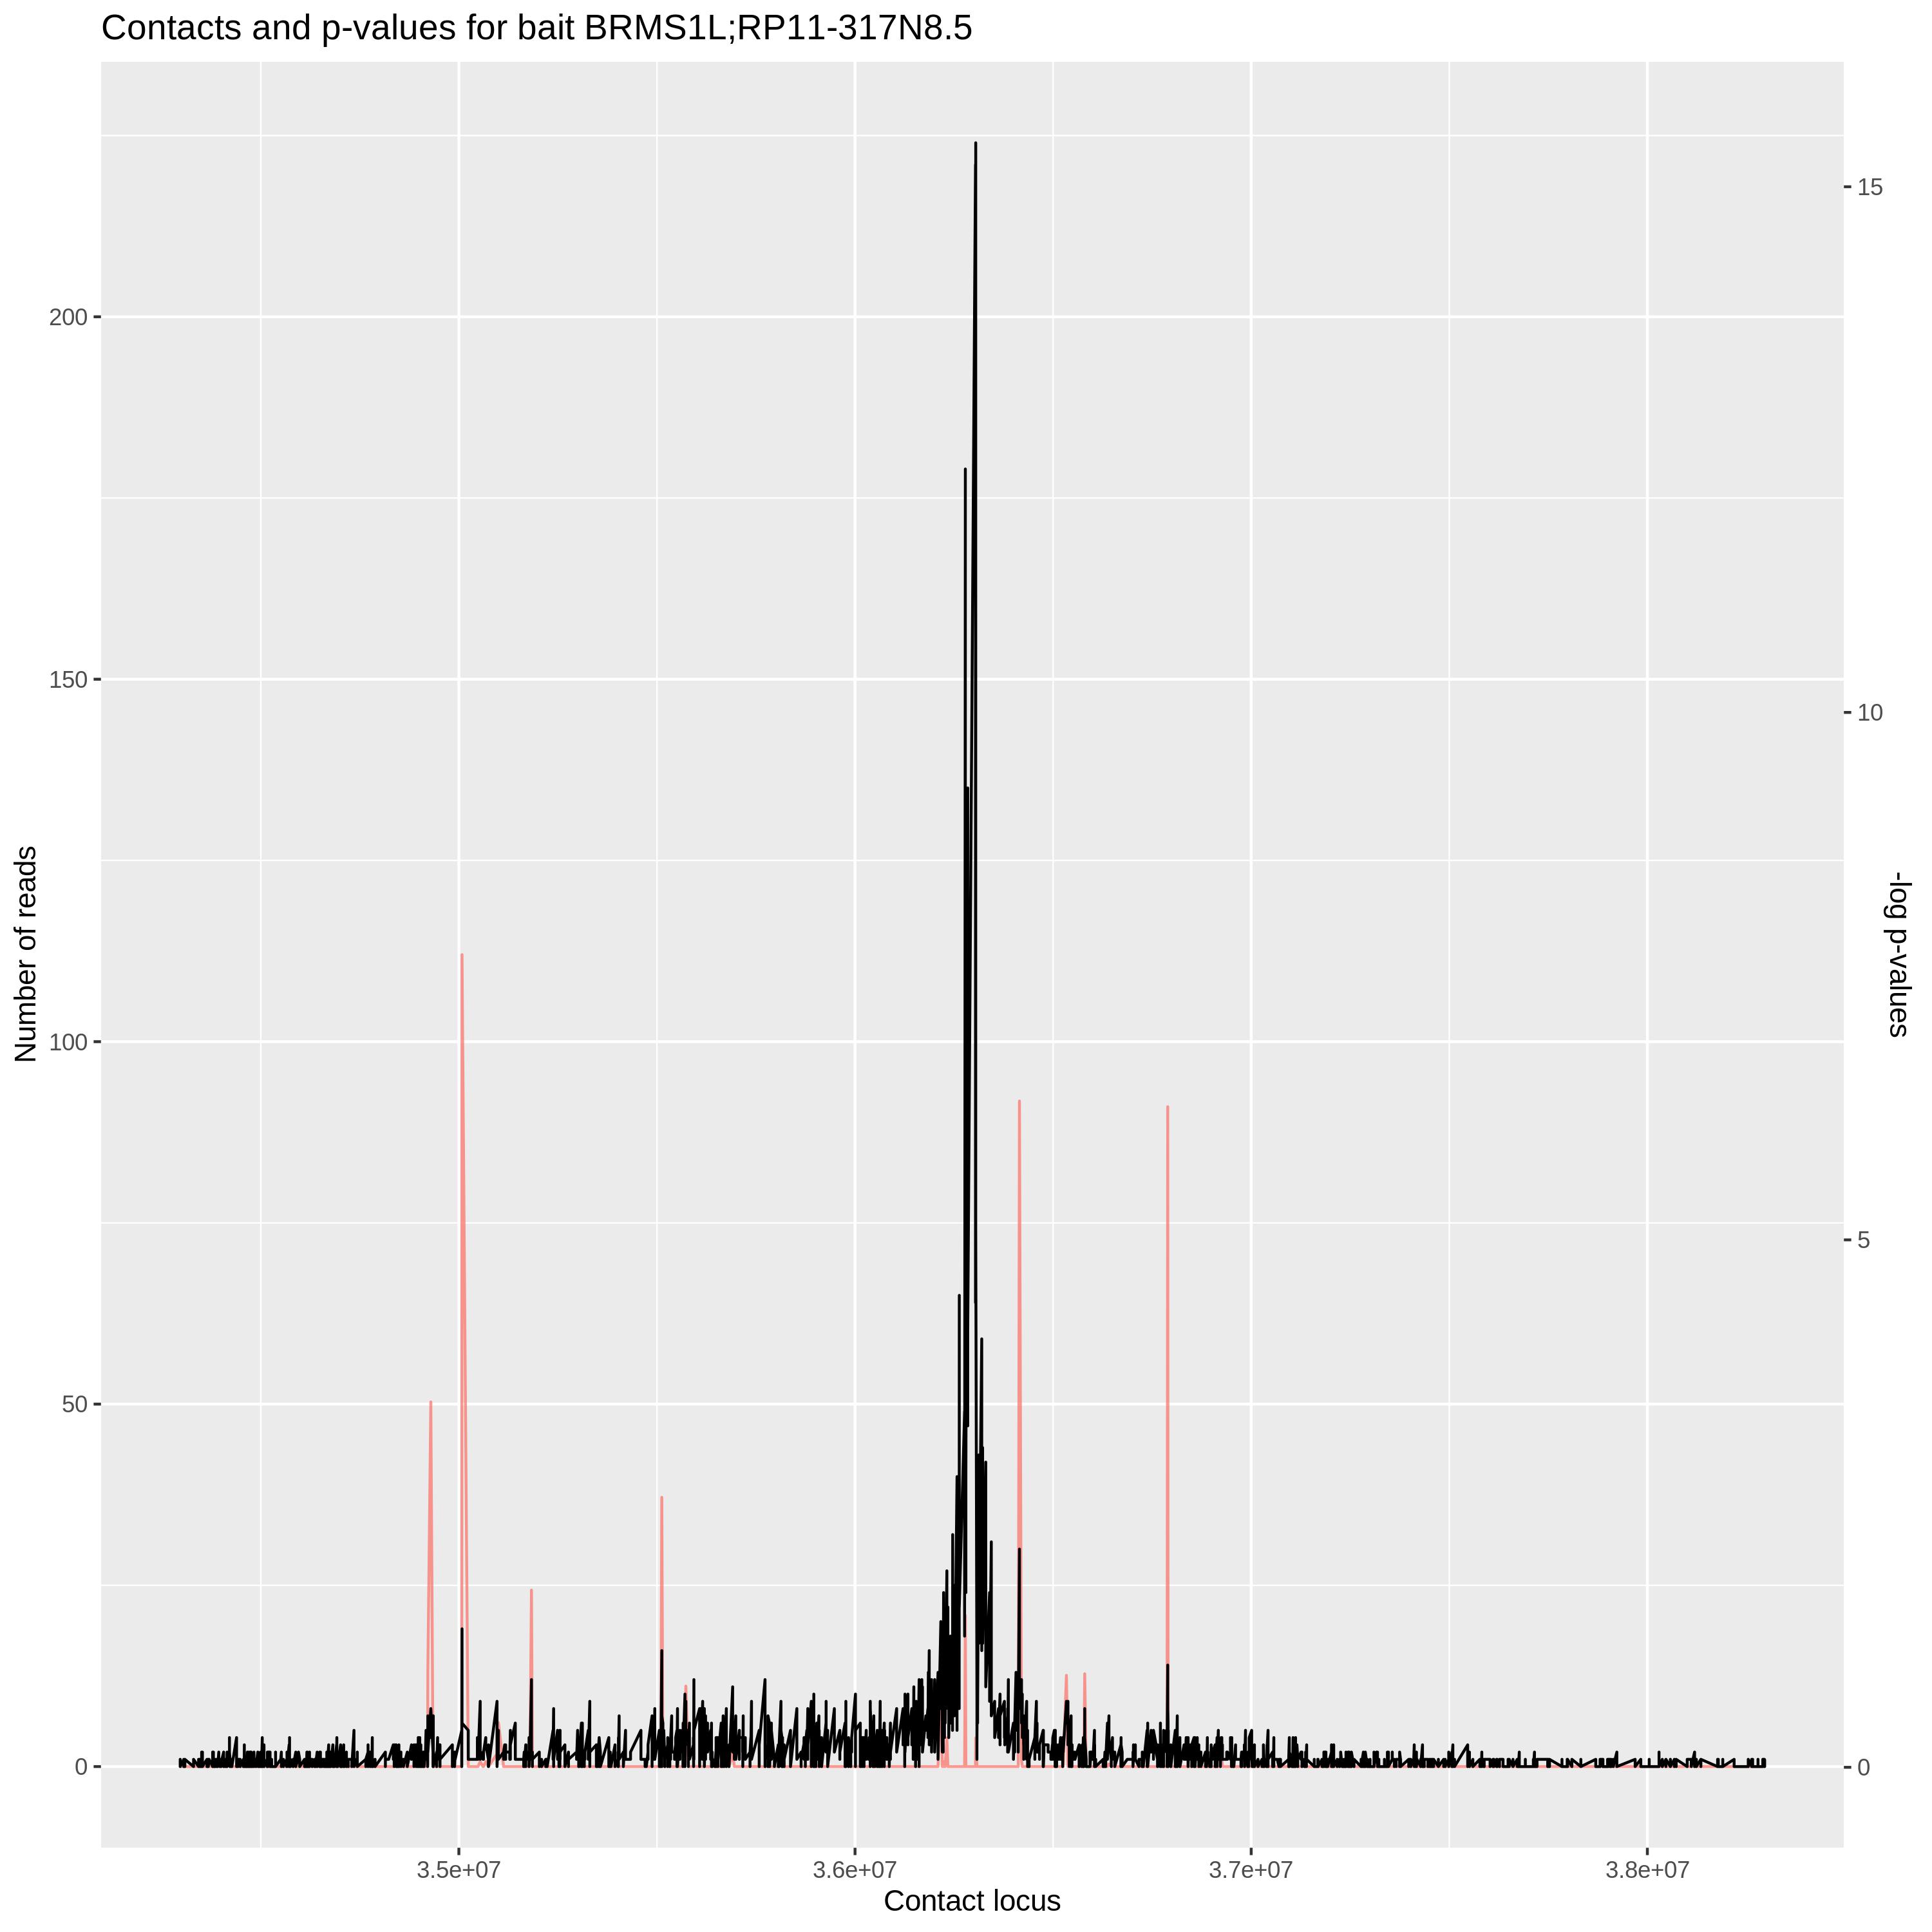 Contacts and p-values for bait BRMS1L;RP11-317N8.5
Number of reads
200
150
100
50
0
15
10
5
0
-log p-values
3.5e+07
3.6e+07
3.7e+07
3.8e+07
Contact locus